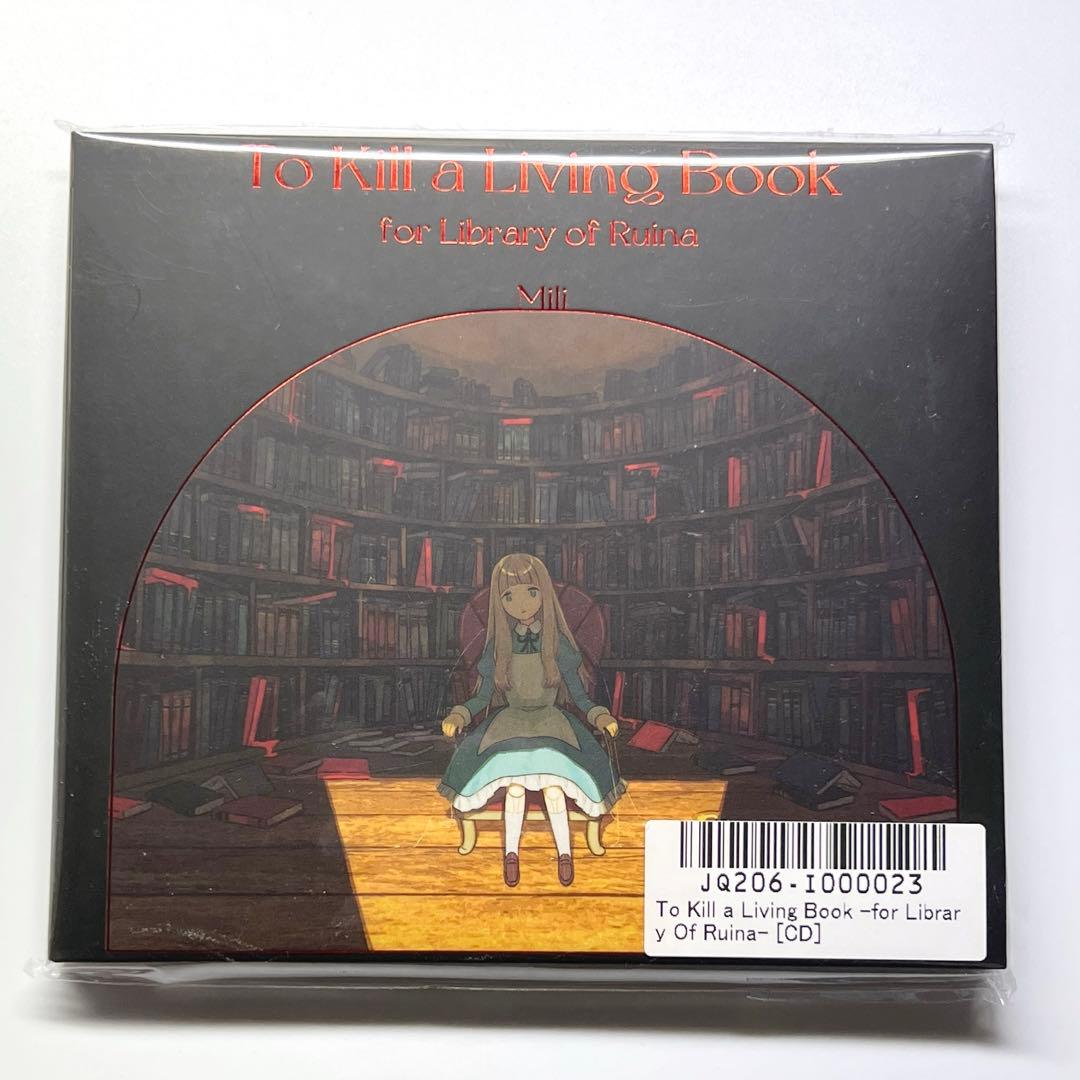 To Kill a Living Book
for Library of Ruina
Mili
JQ206-I000023
To Kill a Living Book -for Librar
y Of Ruina- [CD]